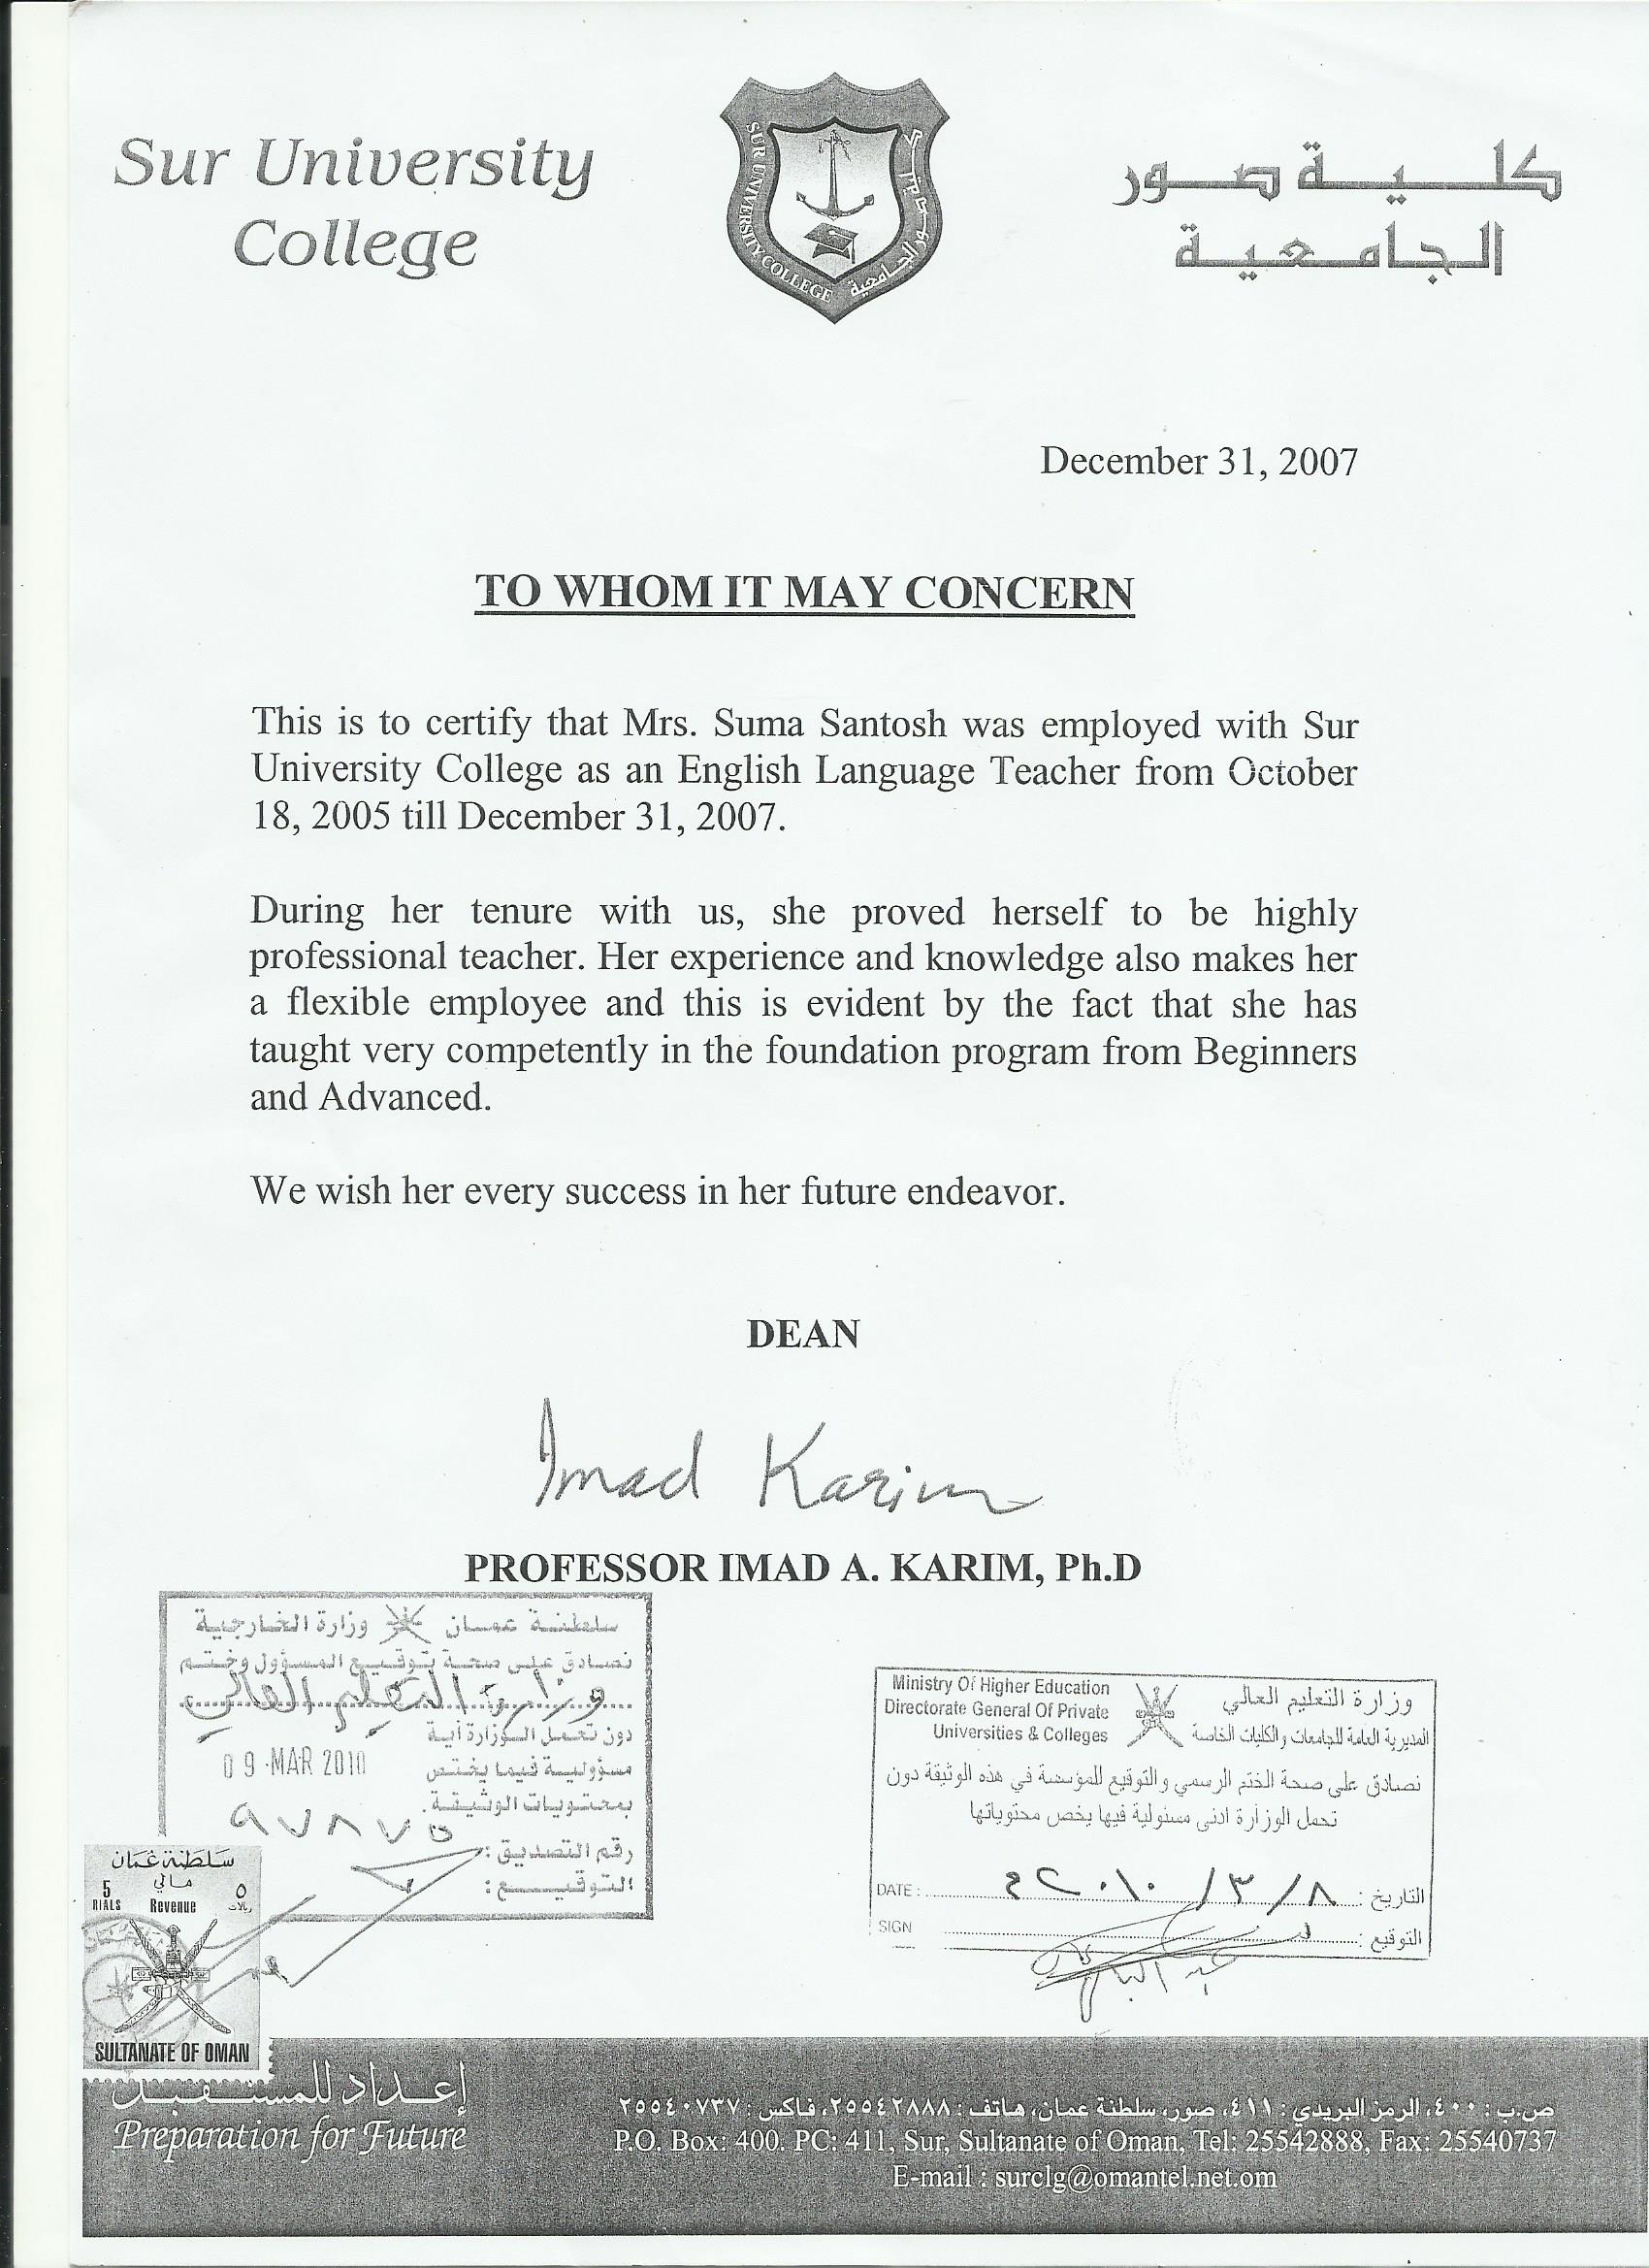 Sur University
College
SUR UNIVERSITY COLLEGE
كلية صور
الجامعية
December 31, 2007
TO WHOM IT MAY CONCERN
This is to certify that Mrs. Suma Santosh was employed with Sur
University College as an English Language Teacher from October
18, 2005 till December 31, 2007.
During her tenure with us, she proved herself to be highly
professional teacher. Her experience and knowledge also makes her
a flexible employee and this is evident by the fact that she has
taught very competently in the foundation program from Beginners
and Advanced.
We wish her every success in her future endeavor.
DEAN
Imad Karim
PROFESSOR IMAD A. KARIM, Ph.D
سلطنة عمان وزارة الخارجية
نصادق على صحة توقيع المسؤول وختم
وزارة التعليم العالي
دون تحمل الوزارة أية
مسؤولية فيما يختص
بمحتويات الوثيقة.
09 MAR 2010
٩٧٨٧٥
رقم التصديق:
التوقيع:
Ministry Of Higher Education
Directorate General Of Private
Universities & Colleges
وزارة التعليم العالي
المديرية العامة للجامعات والكليات الخاصة
نصادق على صحة الختم الرسمي والتوقيع للمؤسسة في هذه الوثيقة دون
تحمل الوزارة ادنى مسئولية فيها يخص محتوياتها
DATE: ٨/٣/٢٠١٠ التاريخ:
SIGN التوقيع:
سلطنة عمان
مالي
5 ٥
RIALS Revenue ريالات
SULTANATE OF OMAN
إعداد للمستقبل
Preparation for Future
ص.ب: ٤٠٠، الرمز البريدي: ٤١١، صور، سلطنة عمان، هاتف: ٢٥٥٤٢٨٨٨، فاكس: ٢٥٥٤٠٧٣٧
P.O. Box: 400. PC: 411, Sur, Sultanate of Oman, Tel: 25542888, Fax: 25540737
E-mail : surclg@omantel.net.om